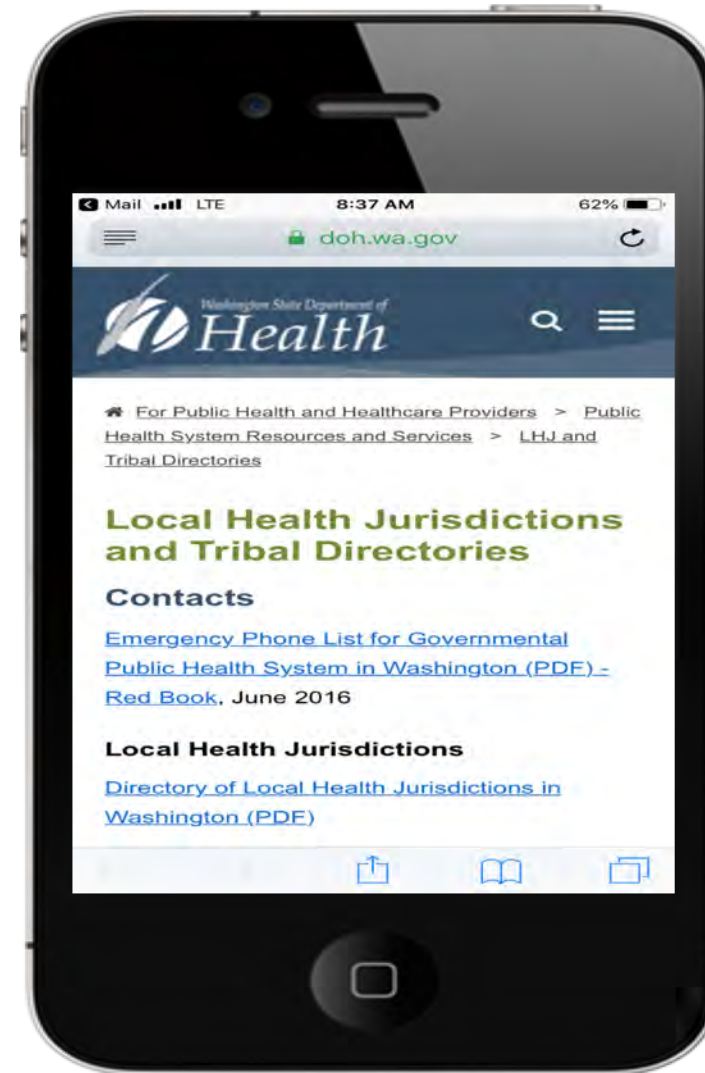 Mail LTE 8:37 AM 62%
doh.wa.gov
Washington State Department of
Health
For Public Health and Healthcare Providers > Public
Health System Resources and Services > LHJ and
Tribal Directories
Local Health Jurisdictions
and Tribal Directories
Contacts
Emergency Phone List for Governmental
Public Health System in Washington (PDF) -
Red Book, June 2016
Local Health Jurisdictions
Directory of Local Health Jurisdictions in
Washington (PDF)